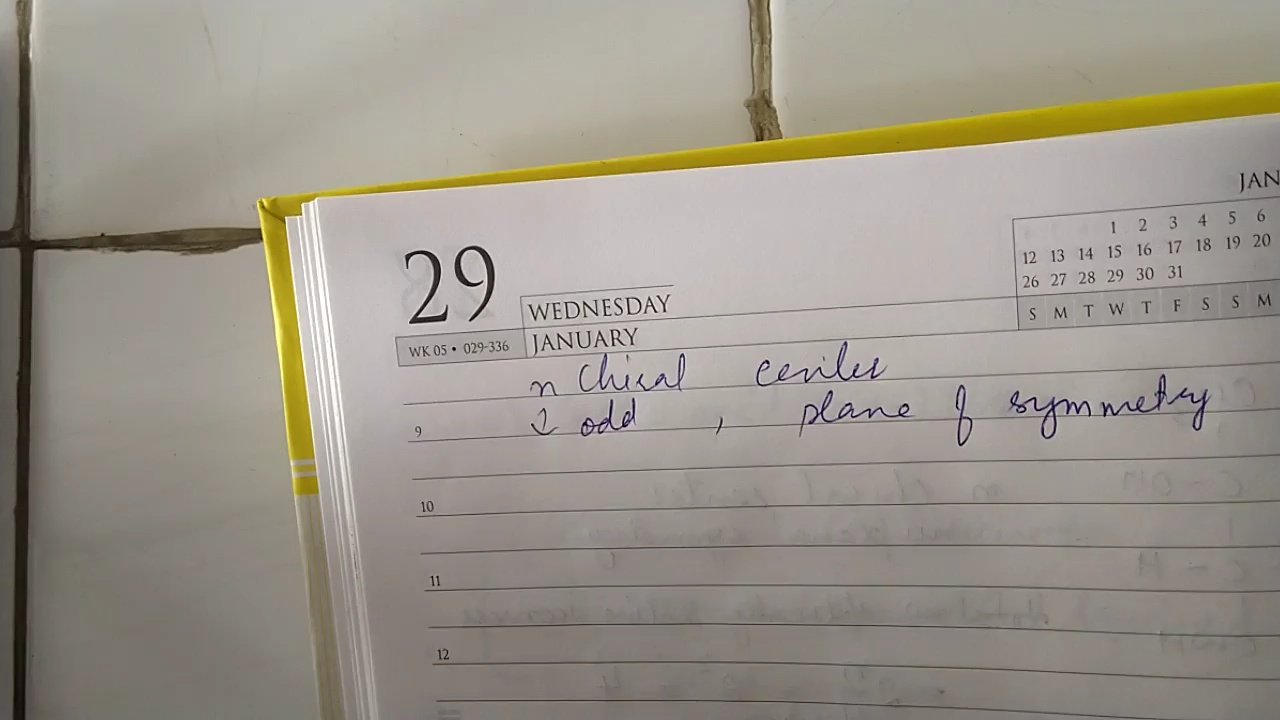 JAN
1 2 3 4 5 6
12 13 14 15 16 17 18 19 20
26 27 28 29 30 31
S M T W T F S S M
29
WEDNESDAY
WK 05 • 029-336 JANUARY
n Chiral center
↓ odd , plane of symmetry
9
10
11
12